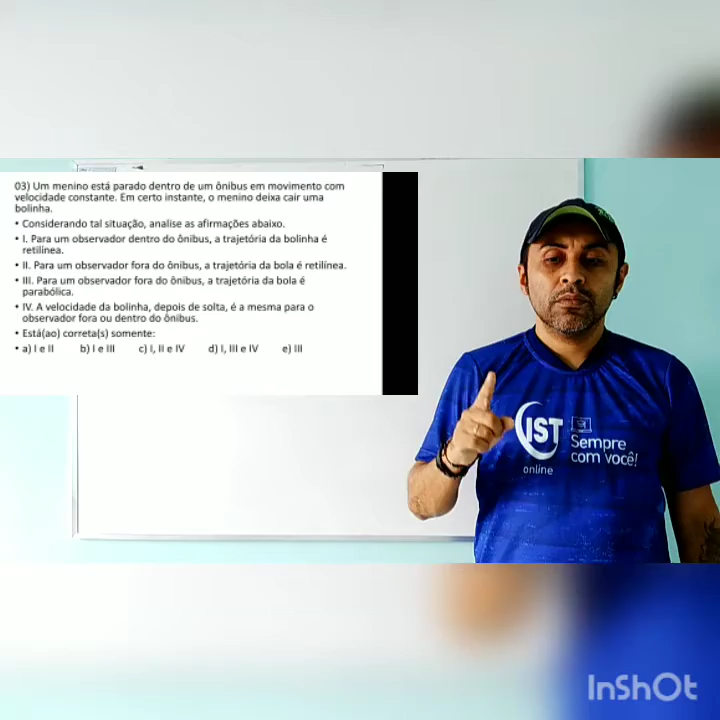 03) Um menino está parado dentro de um ônibus em movimento com
velocidade constante. Em certo instante, o menino deixa cair uma
bolinha.
• Considerando tal situação, analise as afirmações abaixo.
• I. Para um observador dentro do ônibus, a trajetória da bolinha é
retilínea.
• II. Para um observador fora do ônibus, a trajetória da bola é retilínea.
• III. Para um observador fora do ônibus, a trajetória da bola é
parabólica.
• IV. A velocidade da bolinha, depois de solta, é a mesma para o
observador fora ou dentro do ônibus.
• Está(ao) correta(s) somente:
• a) I e II b) I e III c) I, II e IV d) I, III e IV e) III
IST
online
Sempre
com você!
InShOt